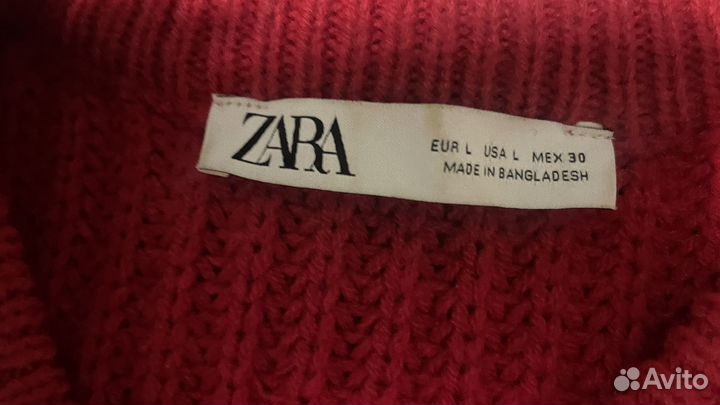 ZARA
EUR L USA L MEX 30
MADE IN BANGLADESH
Avito